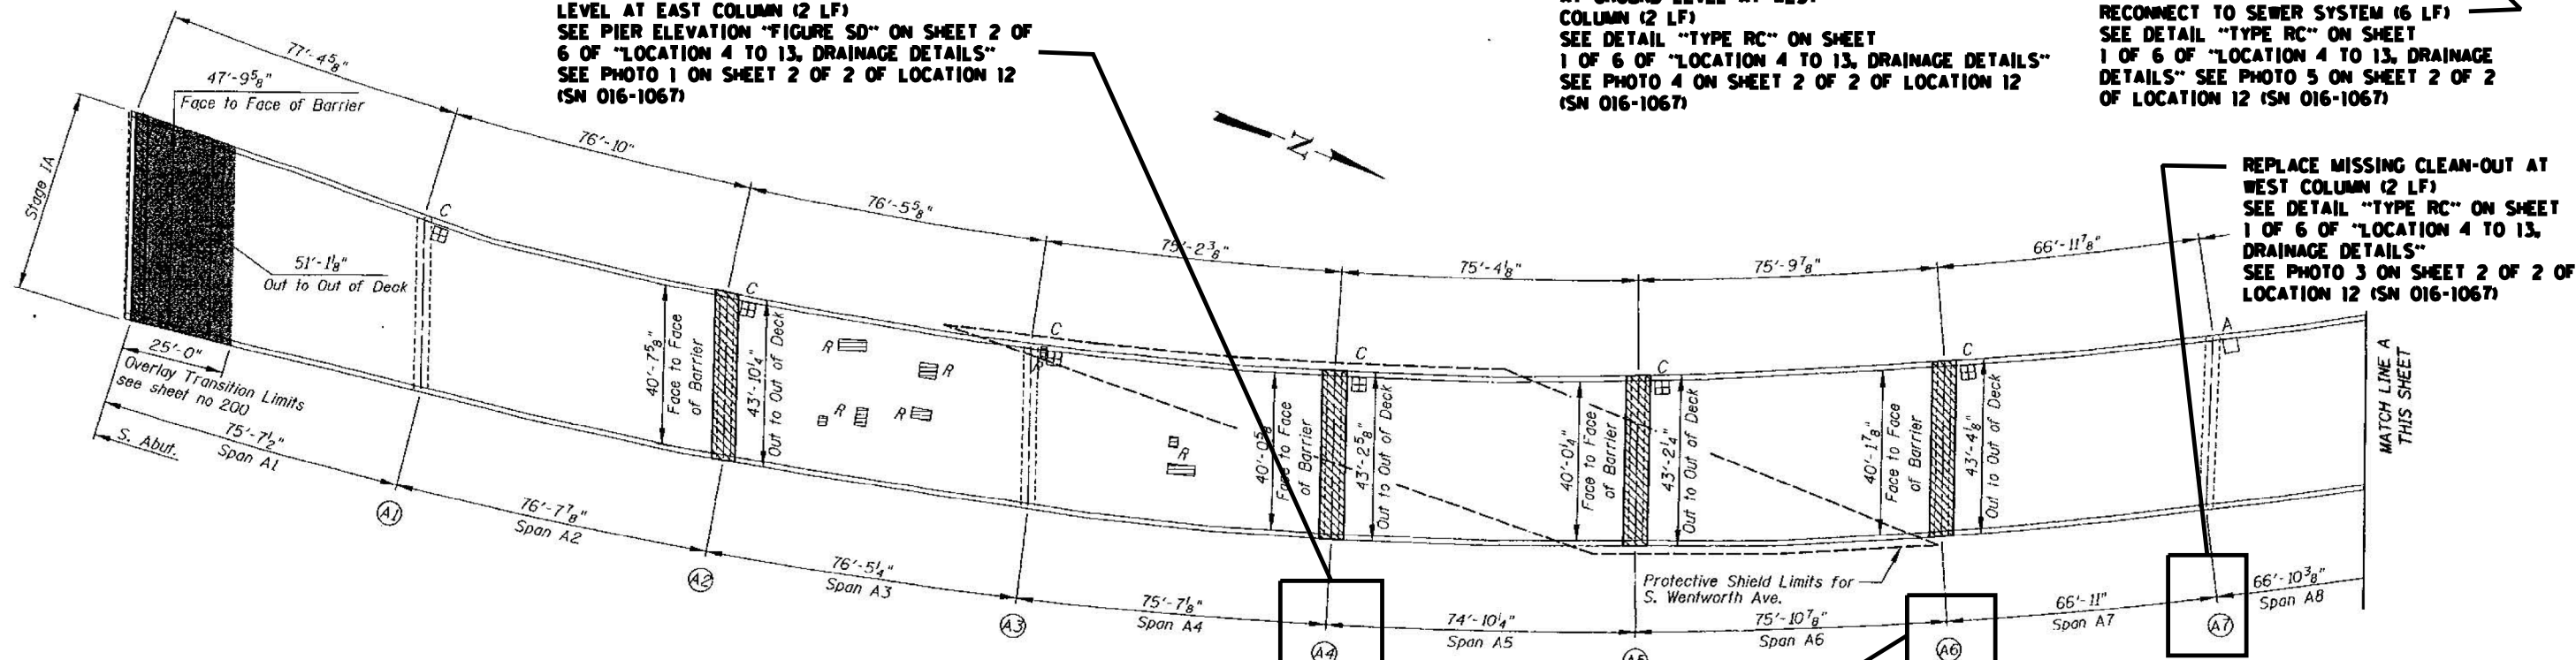 LEVEL AT EAST COLUMN (2 LF)
SEE PIER ELEVATION "FIGURE SD" ON SHEET 2 OF
6 OF "LOCATION 4 TO 13, DRAINAGE DETAILS"
SEE PHOTO 1 ON SHEET 2 OF 2 OF LOCATION 12
(SN 016-1067)
COLUMN (2 LF)
SEE DETAIL "TYPE RC" ON SHEET
1 OF 6 OF "LOCATION 4 TO 13, DRAINAGE DETAILS"
SEE PHOTO 4 ON SHEET 2 OF 2 OF LOCATION 12
(SN 016-1067)
RECONNECT TO SEWER SYSTEM (6 LF)
SEE DETAIL "TYPE RC" ON SHEET
1 OF 6 OF "LOCATION 4 TO 13, DRAINAGE
DETAILS" SEE PHOTO 5 ON SHEET 2 OF 2
OF LOCATION 12 (SN 016-1067)
REPLACE MISSING CLEAN-OUT AT
WEST COLUMN (2 LF)
SEE DETAIL "TYPE RC" ON SHEET
1 OF 6 OF "LOCATION 4 TO 13,
DRAINAGE DETAILS"
SEE PHOTO 3 ON SHEET 2 OF 2 OF
LOCATION 12 (SN 016-1067)
N
77'-4⅝"
76'-10"
76'-5⅝"
75'-2⅜"
75'-4⅛"
75'-9⅞"
66'-11⅞"
47'-9⅝"
Face to Face of Barrier
Stage IA
51'-1⅛"
Out to Out of Deck
C
C
C
C
C
C
A
R
R
R
R
R
40'-7⅝"
Face to Face
of Barrier
43'-10¼"
Out to Out of Deck
40'-0⅝"
Face to Face
of Barrier
43'-2⅝"
Out to Out of Deck
40'-0¼"
Face to Face
of Barrier
43'-2¼"
Out to Out of Deck
40'-1⅞"
Face to Face
of Barrier
43'-4⅛"
Out to Out of Deck
MATCH LINE A
THIS SHEET
25'-0"
Overlay Transition Limits
see sheet no 200
75'-7½"
Span A1
S. Abut.
76'-7⅞"
Span A2
76'-5¼"
Span A3
75'-7⅛"
Span A4
74'-10¼"
Span A5
75'-10⅞"
Span A6
66'-11"
Span A7
66'-10⅜"
Span A8
Protective Shield Limits for
S. Wentworth Ave.
A1
A2
A3
A4
A5
A6
A7